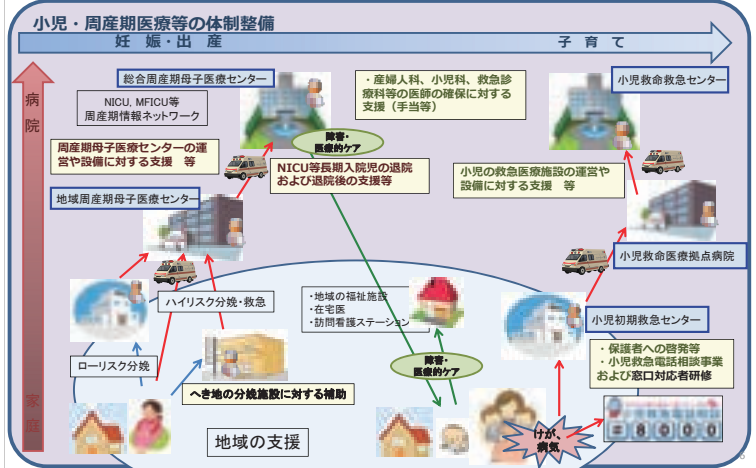 小児・周産期医療等の体制整備
妊娠・出産
子育て
病院
家庭
総合周産期母子医療センター
NICU, MFICU等
周産期情報ネットワーク
・産婦人科、小児科、救急診
療科等の医師の確保に対する
支援（手当等）
小児救命救急センター
周産期母子医療センターの運
営や設備に対する支援　等
障害・
医療的ケア
NICU等長期入院児の退院
および退院後の支援等
小児の救急医療施設の運営や
設備に対する支援　等
地域周産期母子医療センター
小児救命医療拠点病院
ハイリスク分娩・救急
・地域の福祉施設
・在宅医
・訪問看護ステーション
小児初期救急センター
・保護者への啓発等
・小児救急電話相談事業
および窓口対応者研修
ローリスク分娩
障害・
医療的ケア
へき地の分娩施設に対する補助
地域の支援
けが、
病気
#8000